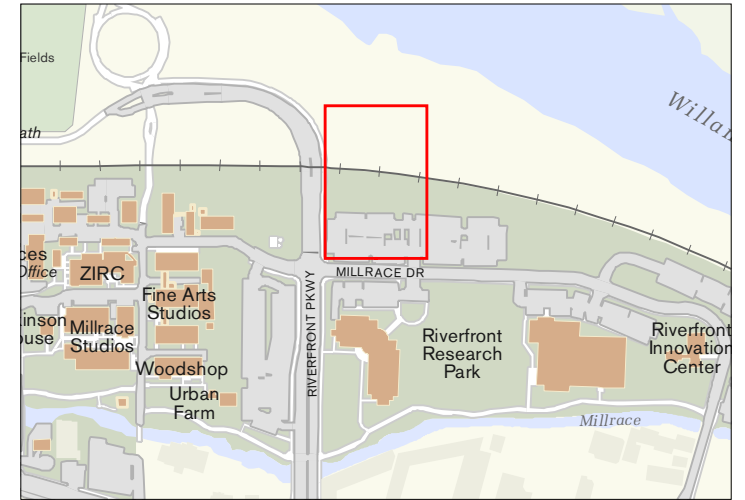 Fields
Willa
ath
ces
Office
ZIRC
MILLRACE DR
Fine Arts
Studios
RIVERFRONT PKWY
inson
ouse
Millrace
Studios
Riverfront
Research
Park
Riverfront
Innovation
Center
Woodshop
Urban
Farm
Millrace